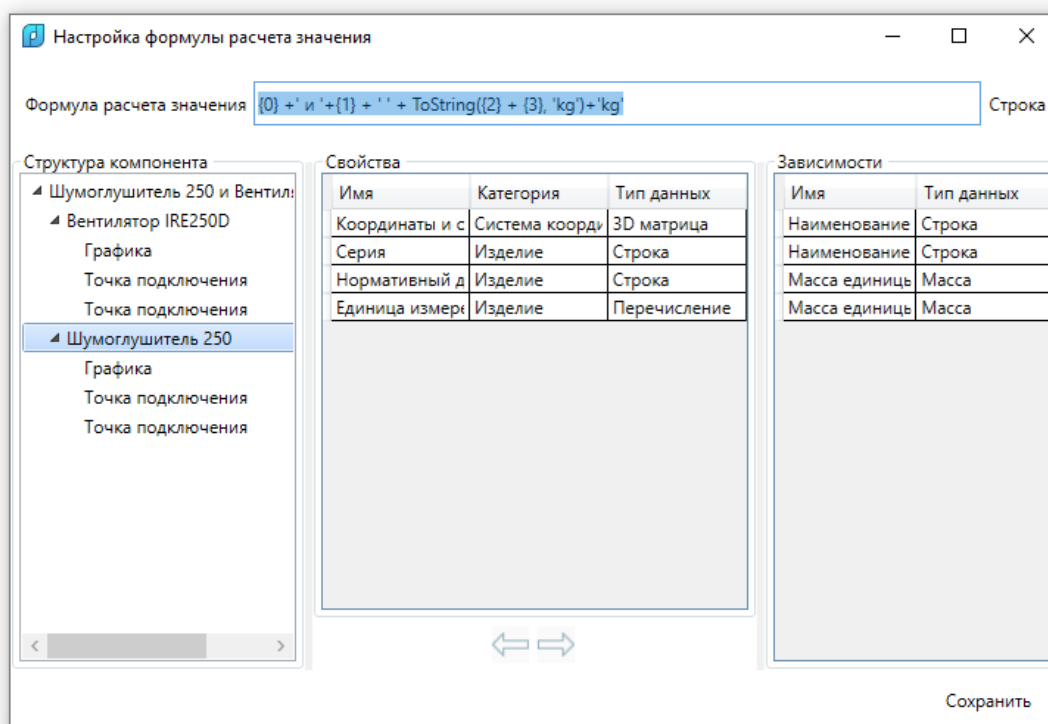 Настройка формулы расчета значения
Формула расчета значения {0} +' и '+{1} + ' ' + ToString({2} + {3}, 'kg')+'kg' Строка
Структура компонента
Шумоглушитель 250 и Вентиля
Вентилятор IRE250D
Графика
Точка подключения
Точка подключения
Шумоглушитель 250
Графика
Точка подключения
Точка подключения
Свойства
Имя Категория Тип данных
Координаты и с Система коорди 3D матрица
Серия Изделие Строка
Нормативный д Изделие Строка
Единица измере Изделие Перечисление
Зависимости
Имя Тип данных
Наименование Строка
Наименование Строка
Масса единицы Масса
Масса единицы Масса
Сохранить